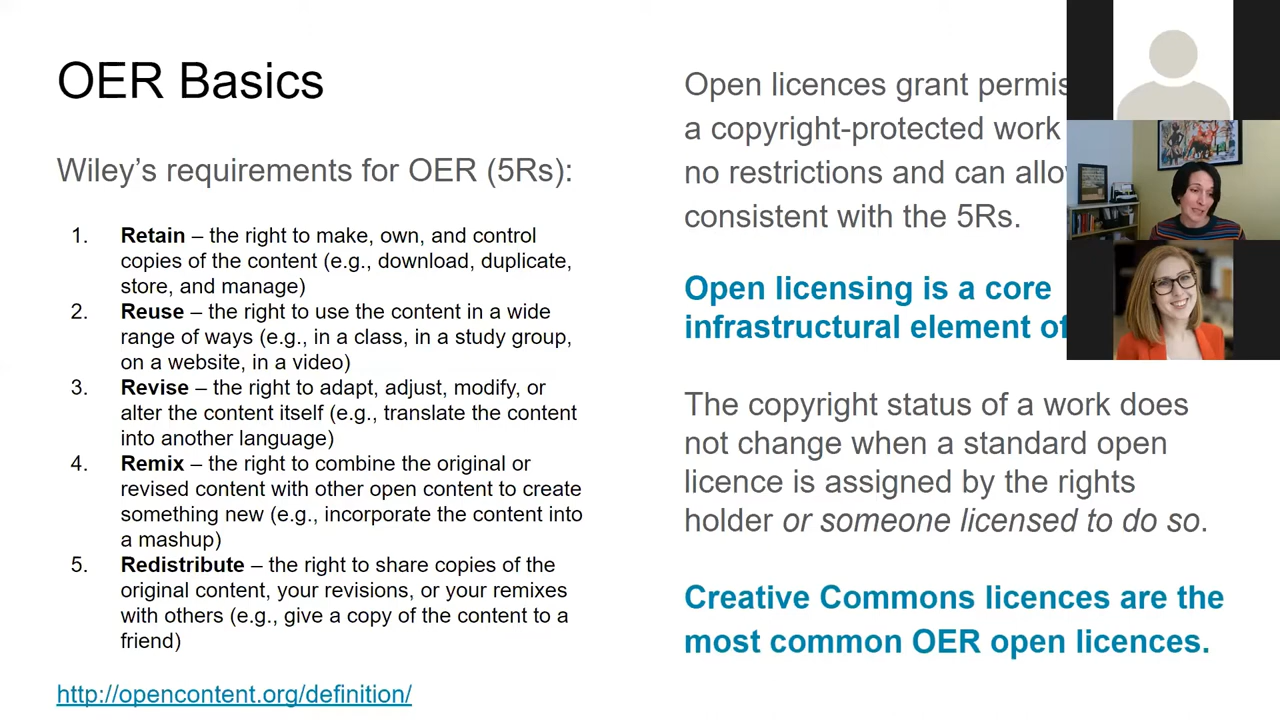 OER Basics
Wiley’s requirements for OER (5Rs):
1. Retain – the right to make, own, and control
copies of the content (e.g., download, duplicate,
store, and manage)
2. Reuse – the right to use the content in a wide
range of ways (e.g., in a class, in a study group,
on a website, in a video)
3. Revise – the right to adapt, adjust, modify, or
alter the content itself (e.g., translate the content
into another language)
4. Remix – the right to combine the original or
revised content with other open content to create
something new (e.g., incorporate the content into
a mashup)
5. Redistribute – the right to share copies of the
original content, your revisions, or your remixes
with others (e.g., give a copy of the content to a
friend)
http://opencontent.org/definition/
Open licences grant
a copyright-protected work
no restrictions and can
consistent with the 5Rs.
Open licensing is a core
infrastructural element of
The copyright status of a work does
not change when a standard open
licence is assigned by the rights
holder or someone licensed to do so.
Creative Commons licences are the
most common OER open licences.